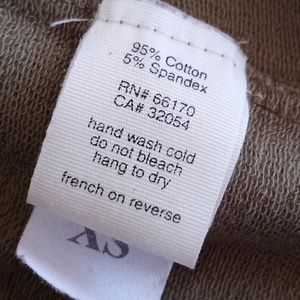 95% Cotton
5% Spandex
RN# 66170
CA# 32054
hand wash cold
do not bleach
hang to dry
french on reverse
XS